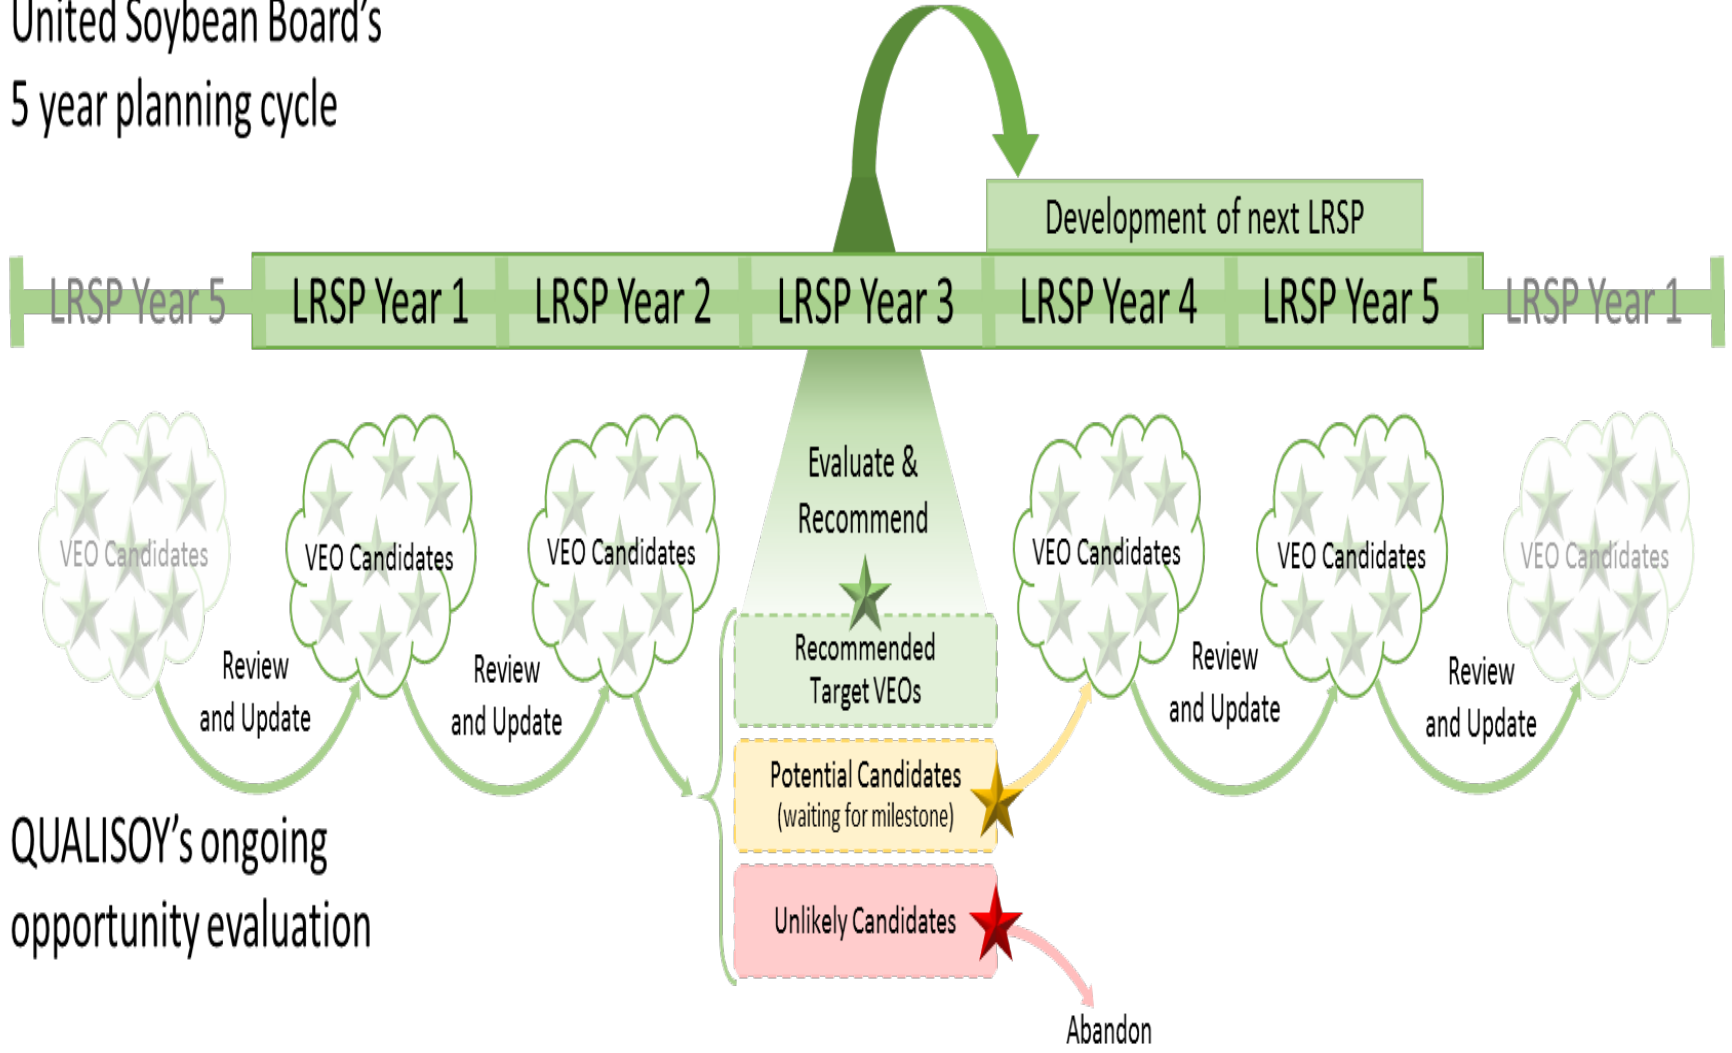 United Soybean Board's
5 year planning cycle
Development of next LRSP
LRSP Year 5
LRSP Year 1
LRSP Year 2
LRSP Year 3
LRSP Year 4
LRSP Year 5
LRSP Year 1
VEO Candidates
VEO Candidates
VEO Candidates
Evaluate &
Recommend
VEO Candidates
VEO Candidates
VEO Candidates
Review
and Update
Review
and Update
Recommended
Target VEOs
Review
and Update
Review
and Update
Potential Candidates
(waiting for milestone)
Unlikely Candidates
Abandon
QUALISOY's ongoing
opportunity evaluation